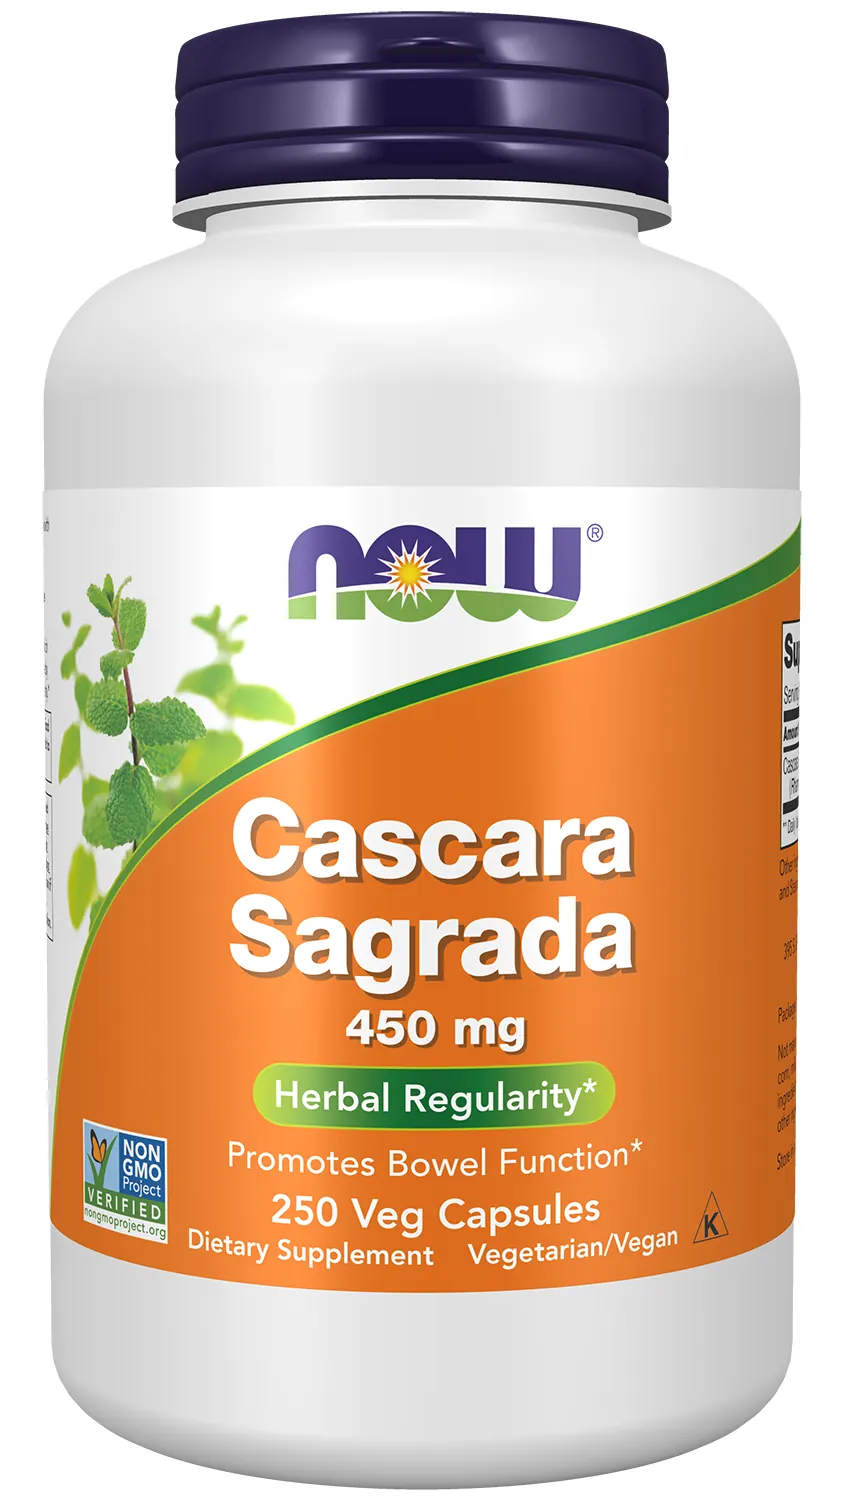 now®
Cascara
Sagrada
450 mg
Herbal Regularity*
Promotes Bowel Function*
250 Veg Capsules
Dietary Supplement Vegetarian/Vegan
K
NON
GMO
Project
VERIFIED
nongmoproject.org